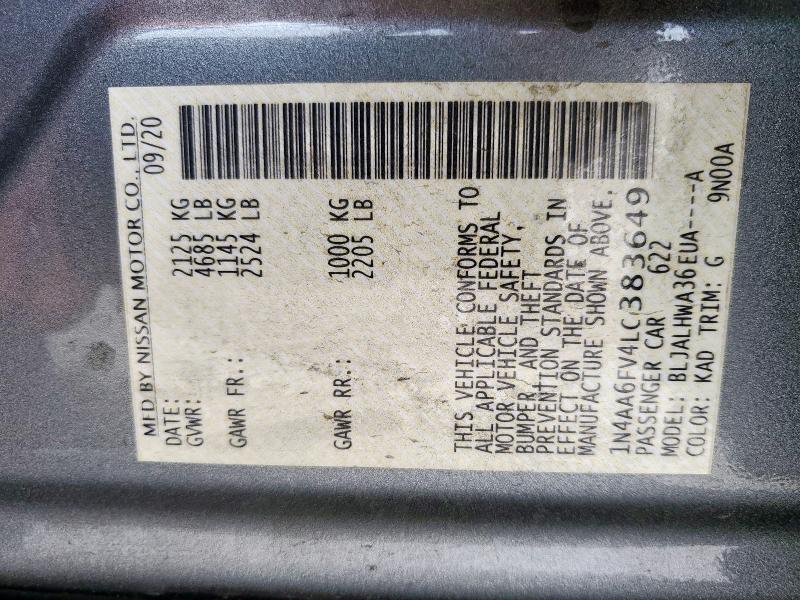 MFD BY NISSAN MOTOR CO., LTD.
DATE: 09/20
GVWR: 2125 KG
4685 LB
GAWR FR.: 1145 KG
2524 LB
GAWR RR.: 1000 KG
2205 LB
THIS VEHICLE CONFORMS TO
ALL APPLICABLE FEDERAL
MOTOR VEHICLE SAFETY,
BUMPER, AND THEFT
PREVENTION STANDARDS IN
EFFECT ON THE DATE OF
MANUFACTURE SHOWN ABOVE.
1N4AA6FV4LC383649
PASSENGER CAR 622
MODEL: BLJALHWA36EUA----A
COLOR: KAD TRIM: G 9N00A